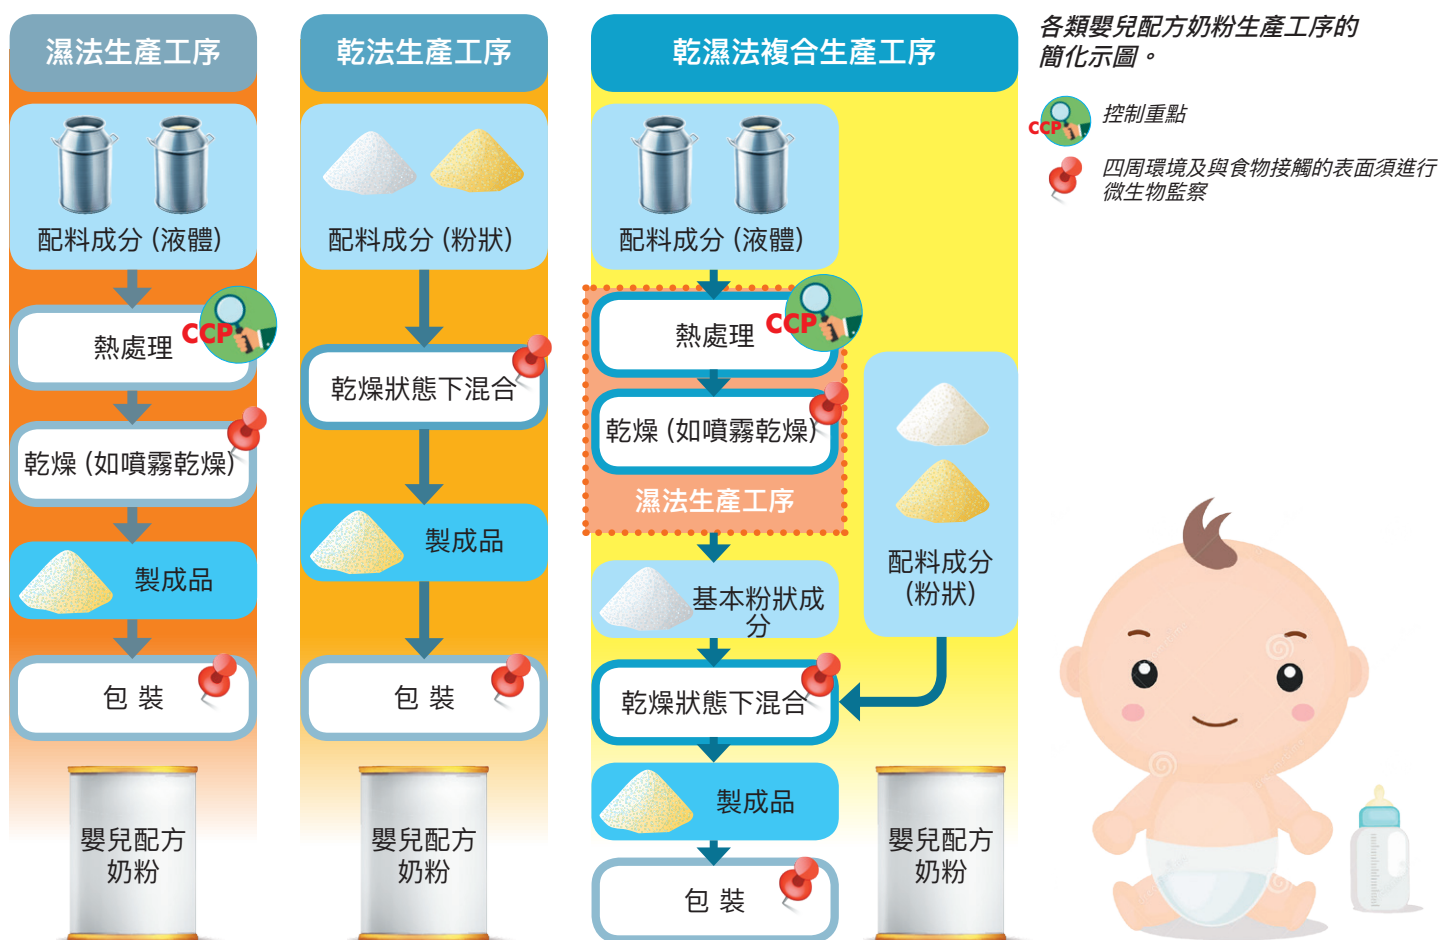 濕法生產工序
配料成分 (液體)
熱處理
CCP
乾燥 (如噴霧乾燥)
製成品
包 裝
嬰兒配方
奶粉
乾法生產工序
配料成分 (粉狀)
乾燥狀態下混合
製成品
包 裝
嬰兒配方
奶粉
乾濕法複合生產工序
配料成分 (液體)
熱處理
CCP
乾燥 (如噴霧乾燥)
濕法生產工序
基本粉狀成
分
配料成分
(粉狀)
乾燥狀態下混合
製成品
包 裝
嬰兒配方
奶粉
各類嬰兒配方奶粉生產工序的
簡化示圖。
CCP
控制重點
四周環境及與食物接觸的表面須進行
微生物監察